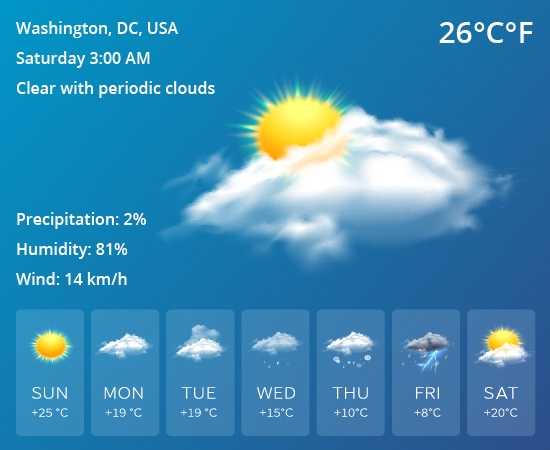 Washington, DC, USA
26°C°F
Saturday 3:00 AM
Clear with periodic clouds
Precipitation: 2%
Humidity: 81%
Wind: 14 km/h
SUN MON TUE WED THU FRI SAT
+25 °C +19 °C +19 °C +15°C +10°C +8°C +20°C